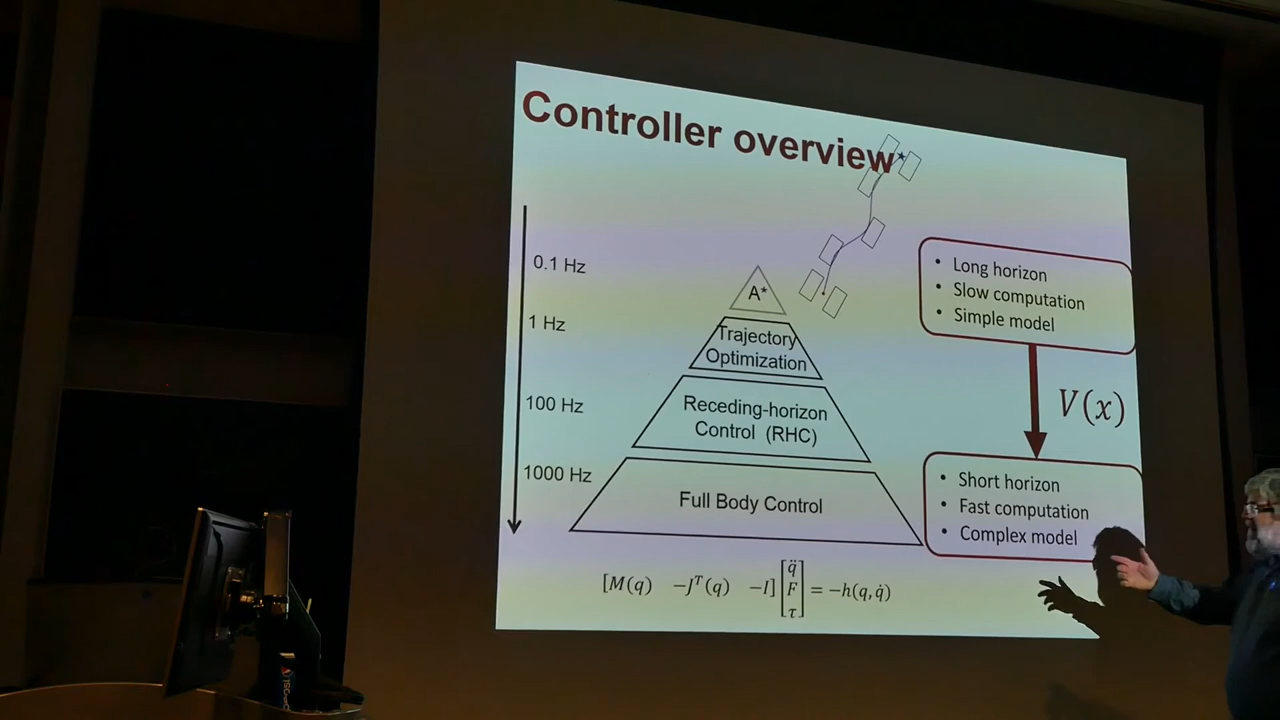 Controller overview
0.1 Hz
A*
1 Hz
Trajectory
Optimization
100 Hz
Receding-horizon
Control (RHC)
1000 Hz
Full Body Control
[M(q) −Jᵀ(q) −I] [q̈ F τ] = −h(q, q̇)
• Long horizon
• Slow computation
• Simple model
V(x)
• Short horizon
• Fast computation
• Complex model